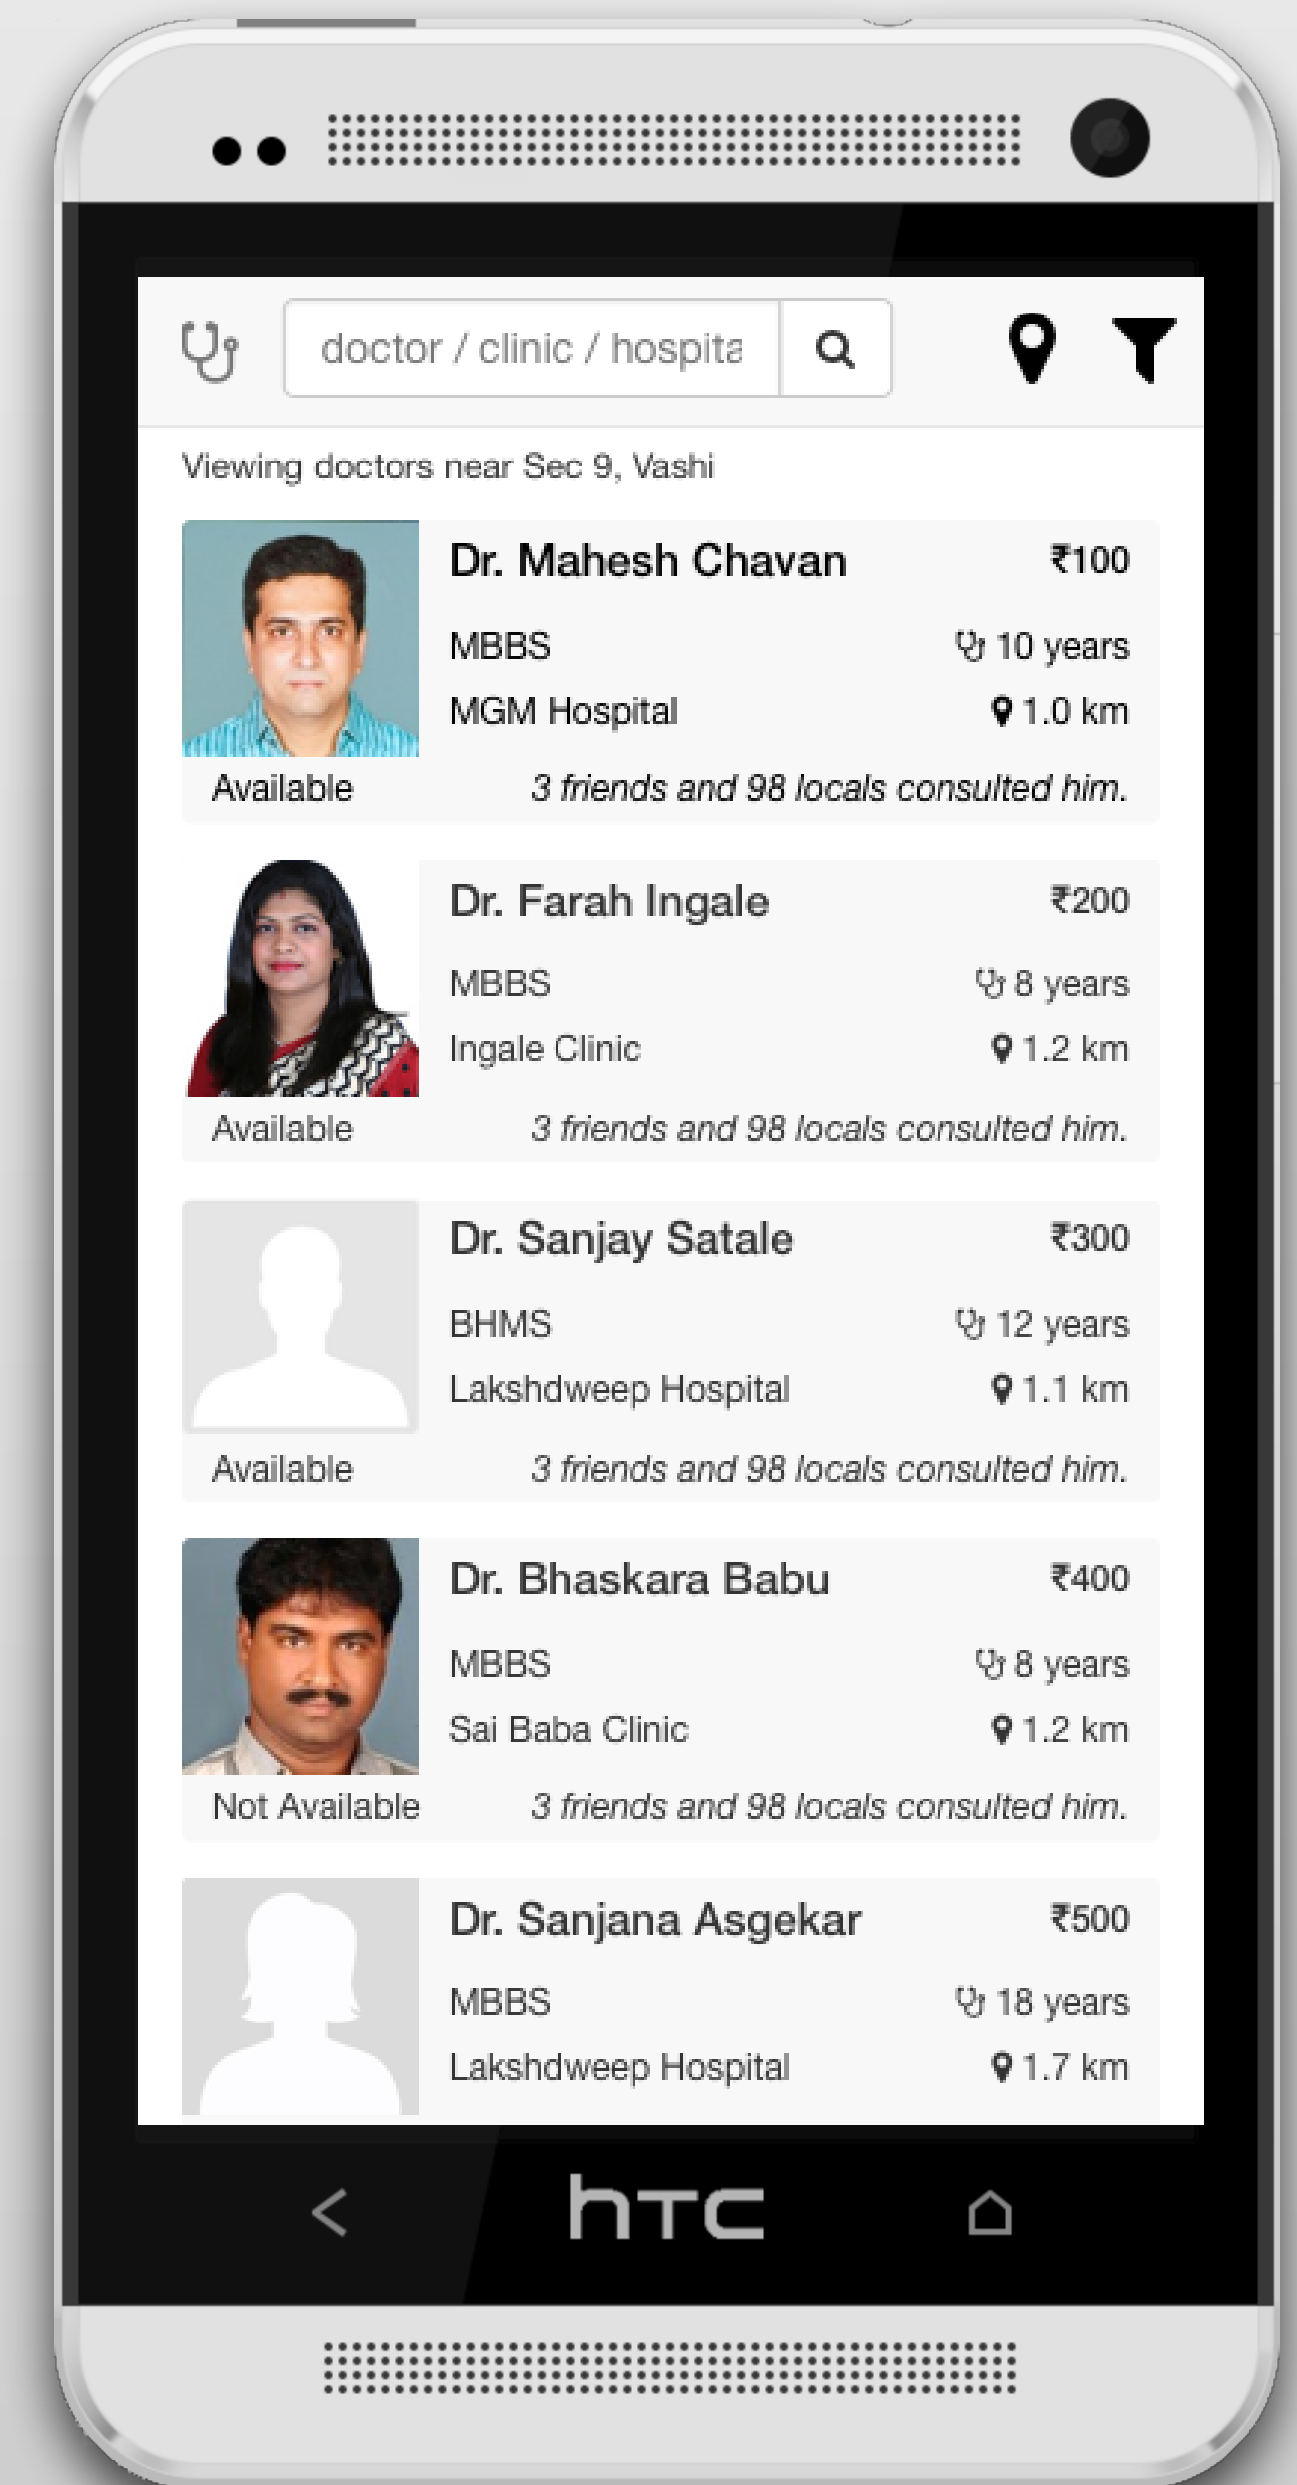 doctor / clinic / hospita
Viewing doctors near Sec 9, Vashi
Dr. Mahesh Chavan ₹100
MBBS 10 years
MGM Hospital 1.0 km
Available 3 friends and 98 locals consulted him.
Dr. Farah Ingale ₹200
MBBS 8 years
Ingale Clinic 1.2 km
Available 3 friends and 98 locals consulted him.
Dr. Sanjay Satale ₹300
BHMS 12 years
Lakshdweep Hospital 1.1 km
Available 3 friends and 98 locals consulted him.
Dr. Bhaskara Babu ₹400
MBBS 8 years
Sai Baba Clinic 1.2 km
Not Available 3 friends and 98 locals consulted him.
Dr. Sanjana Asgekar ₹500
MBBS 18 years
Lakshdweep Hospital 1.7 km
hTC